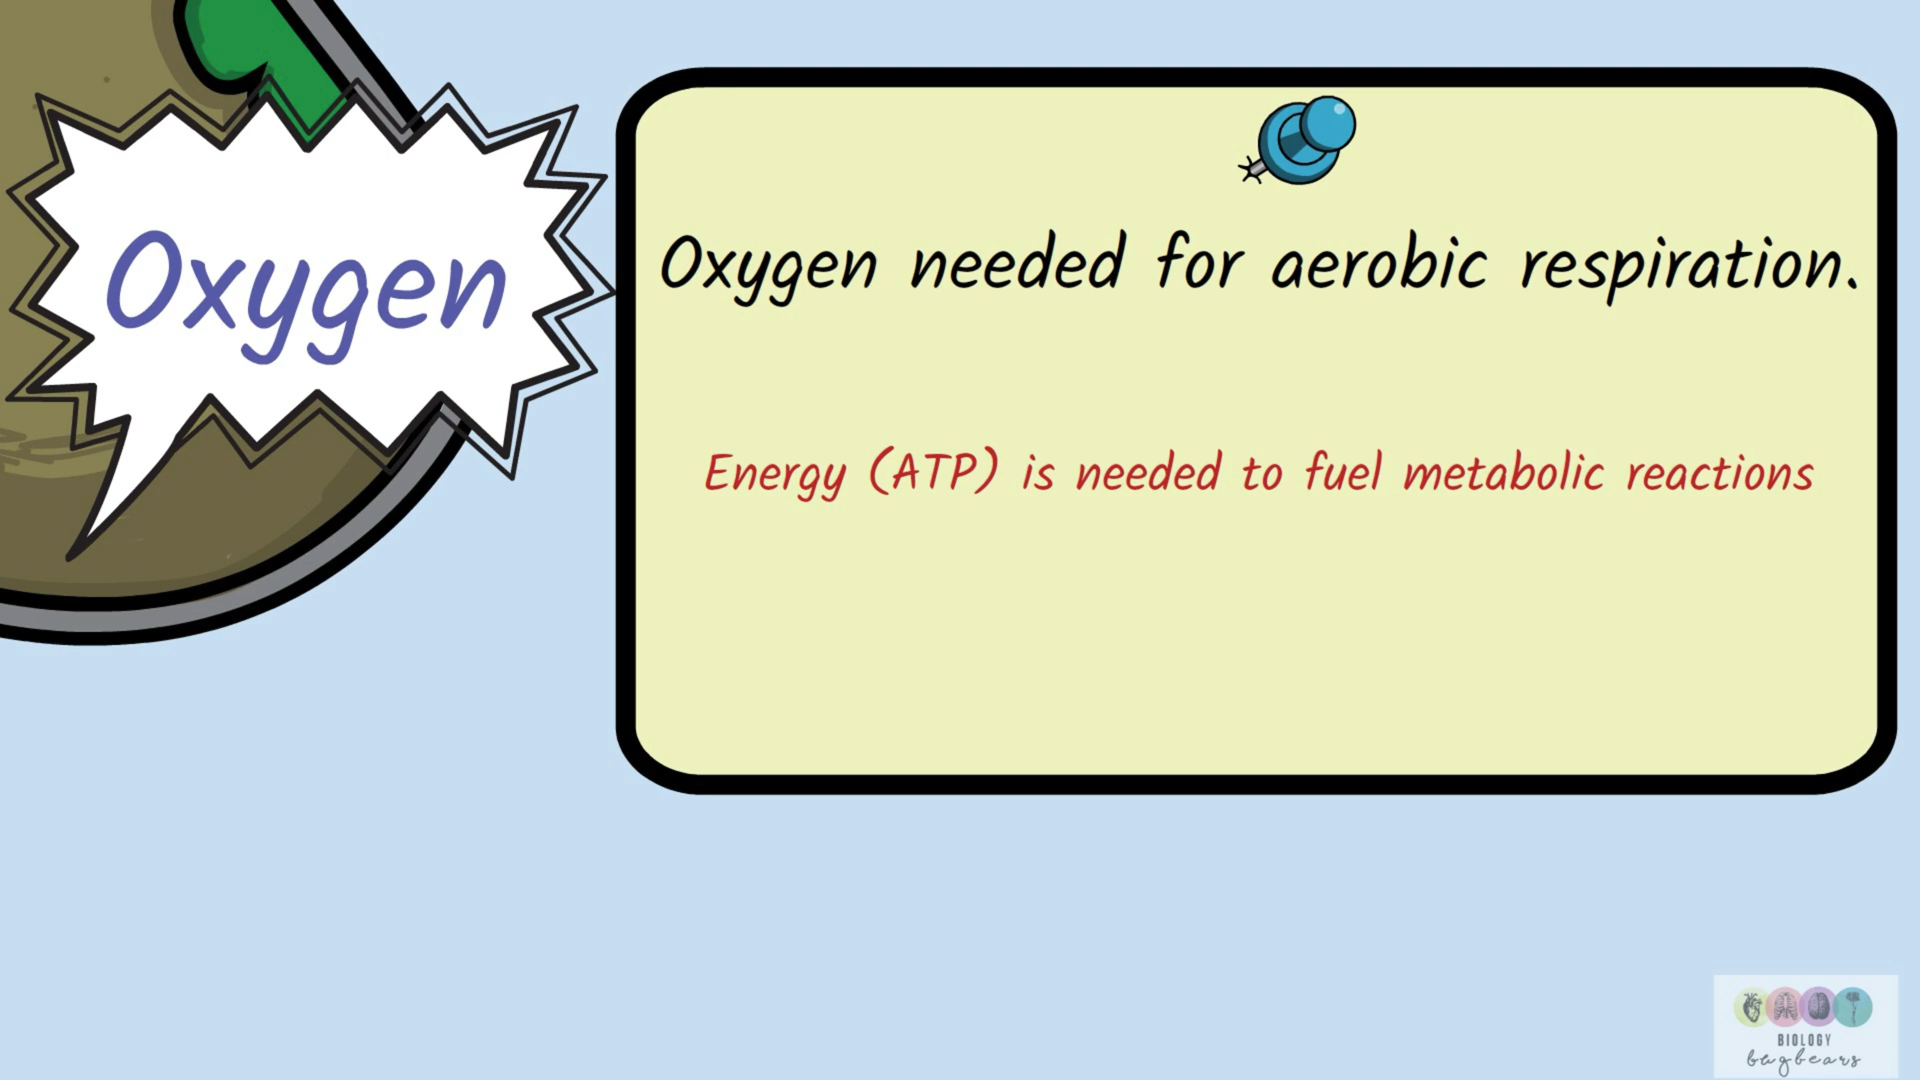 Oxygen
Oxygen needed for aerobic respiration.
Energy (ATP) is needed to fuel metabolic reactions
BIOLOGY
bugbears